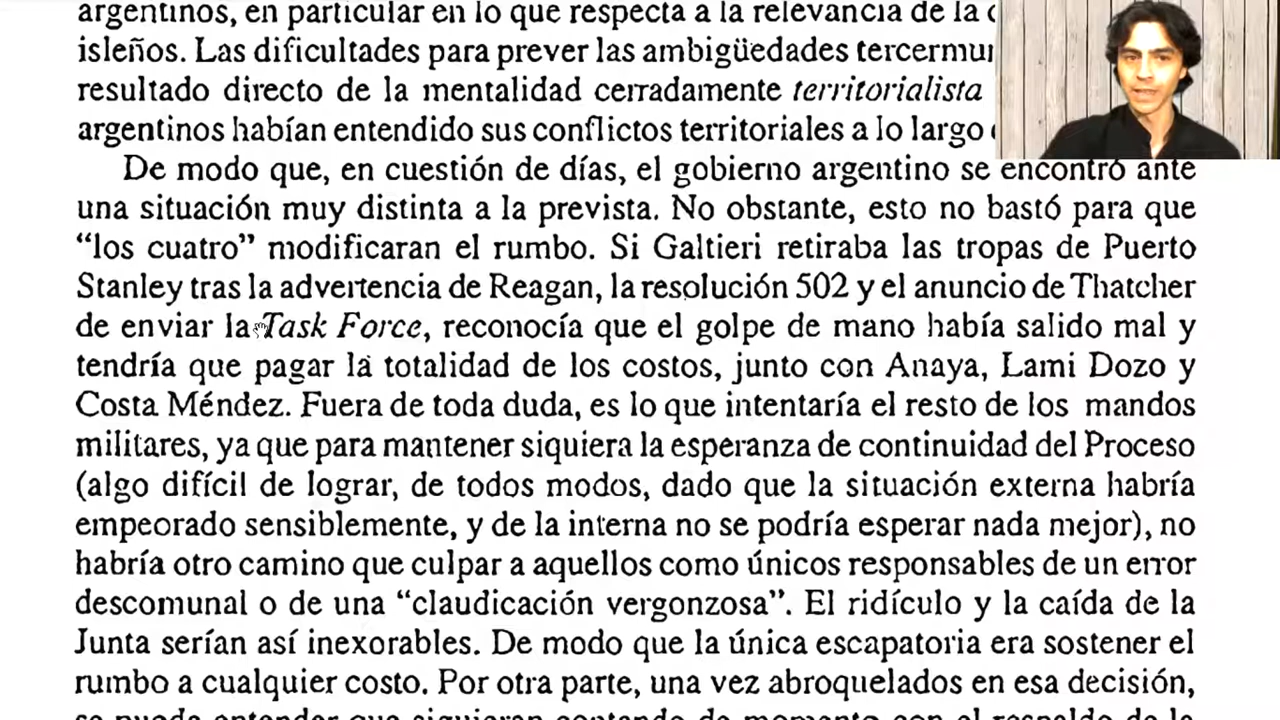 argentinos, en particular en lo que respecta a la relevancia de la
isleños. Las dificultades para prever las ambigüedades
resultado directo de la mentalidad cerradamente territorialista
argentinos habían entendido sus conflictos territoriales a lo largo
De modo que, en cuestión de días, el gobierno argentino se encontró ante
una situación muy distinta a la prevista. No obstante, esto no bastó para que
“los cuatro” modificaran el rumbo. Si Galtieri retiraba las tropas de Puerto
Stanley tras la advertencia de Reagan, la resolución 502 y el anuncio de Thatcher
de enviar la Task Force, reconocía que el golpe de mano había salido mal y
tendría que pagar la totalidad de los costos, junto con Anaya, Lami Dozo y
Costa Méndez. Fuera de toda duda, es lo que intentaría el resto de los mandos
militares, ya que para mantener siquiera la esperanza de continuidad del Proceso
(algo difícil de lograr, de todos modos, dado que la situación externa habría
empeorado sensiblemente, y de la interna no se podría esperar nada mejor), no
habría otro camino que culpar a aquellos como únicos responsables de un error
descomunal o de una “claudicación vergonzosa”. El ridículo y la caída de la
Junta serían así inexorables. De modo que la única escapatoria era sostener el
rumbo a cualquier costo. Por otra parte, una vez abroquelados en esa decisión,